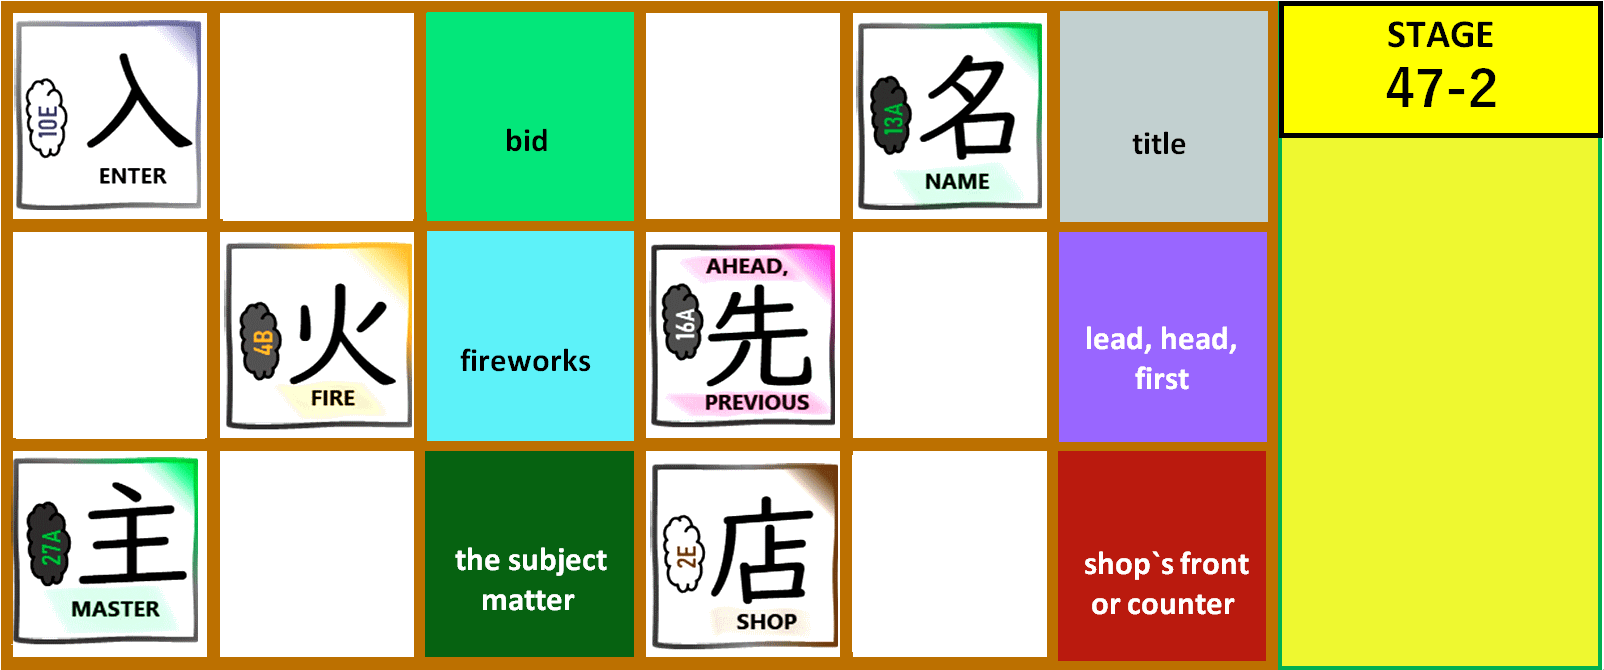 10E
入
ENTER
bid
13A
名
NAME
title
STAGE
47-2
4B
火
FIRE
fireworks
AHEAD,
16A
先
PREVIOUS
lead, head,
first
27A
主
MASTER
the subject
matter
2E
店
SHOP
shop`s front
or counter